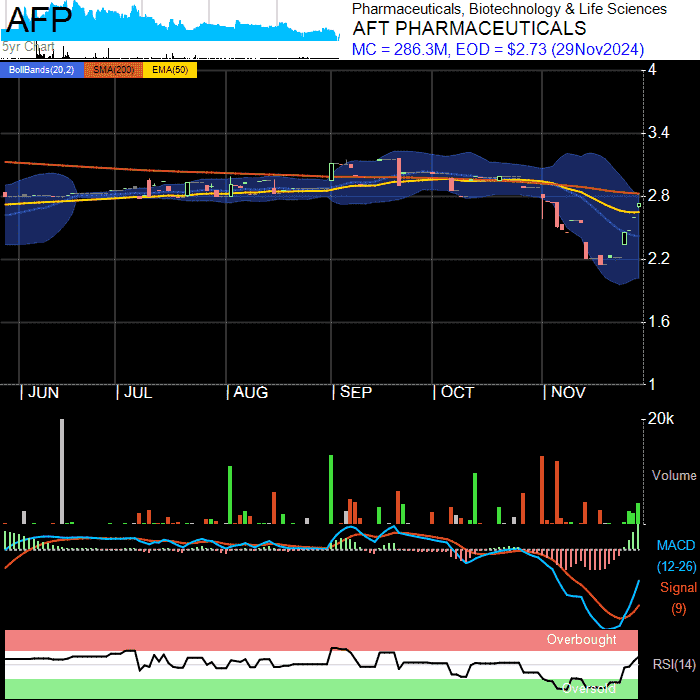 AFP
5yr Chart
Pharmaceuticals, Biotechnology & Life Sciences
AFT PHARMACEUTICALS
MC = 286.3M, EOD = $2.73 (29Nov2024)
BollBands(20,2) SMA(200) EMA(50)
4
3.4
2.8
2.2
1.6
1
JUN JUL AUG SEP OCT NOV
20k
Volume
MACD
(12-26)
Signal
(9)
Overbought
RSI(14)
Oversold